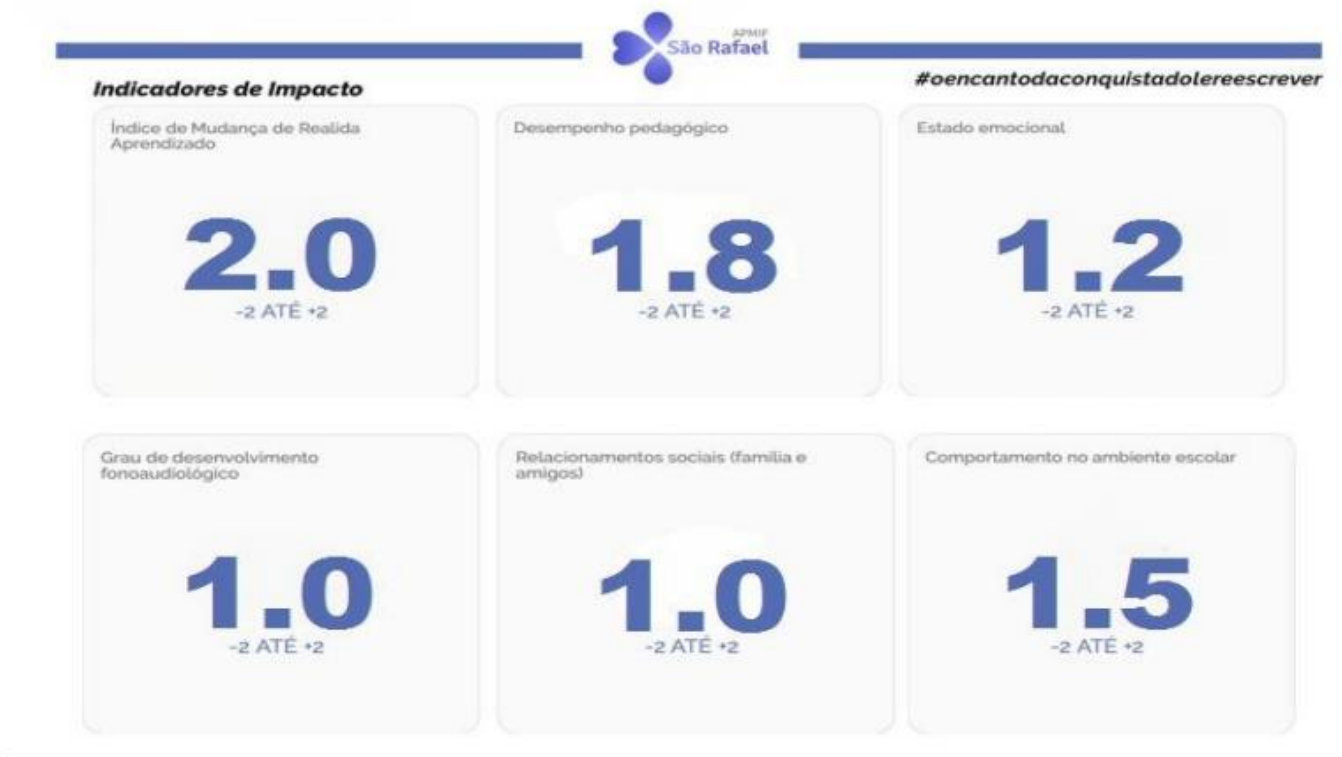 APMIF
São Rafael
Indicadores de Impacto
#oencantodaconquistadolereescrever
Índice de Mudança de Realida
Aprendizado
2.0
-2 ATÉ +2
Desempenho pedagógico
1.8
-2 ATÉ +2
Estado emocional
1.2
-2 ATÉ +2
Grau de desenvolvimento
fonoaudiológico
1.0
-2 ATÉ +2
Relacionamentos sociais (família e
amigos)
1.0
-2 ATÉ +2
Comportamento no ambiente escolar
1.5
-2 ATÉ +2